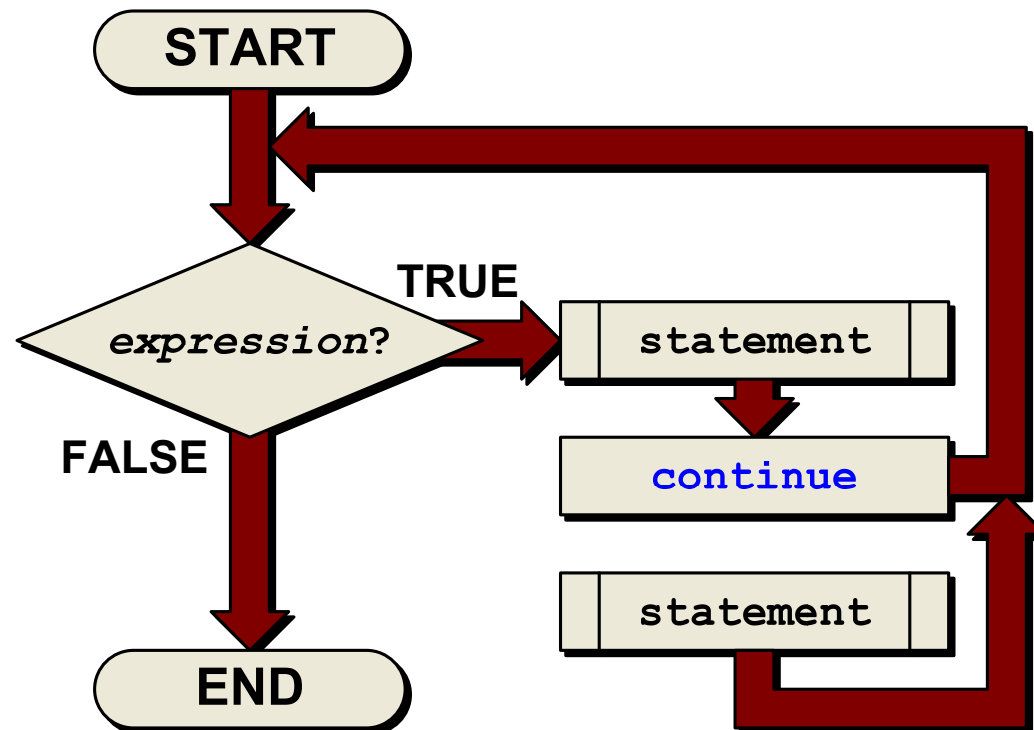 START
TRUE
expression?
statement
FALSE
continue
statement
END